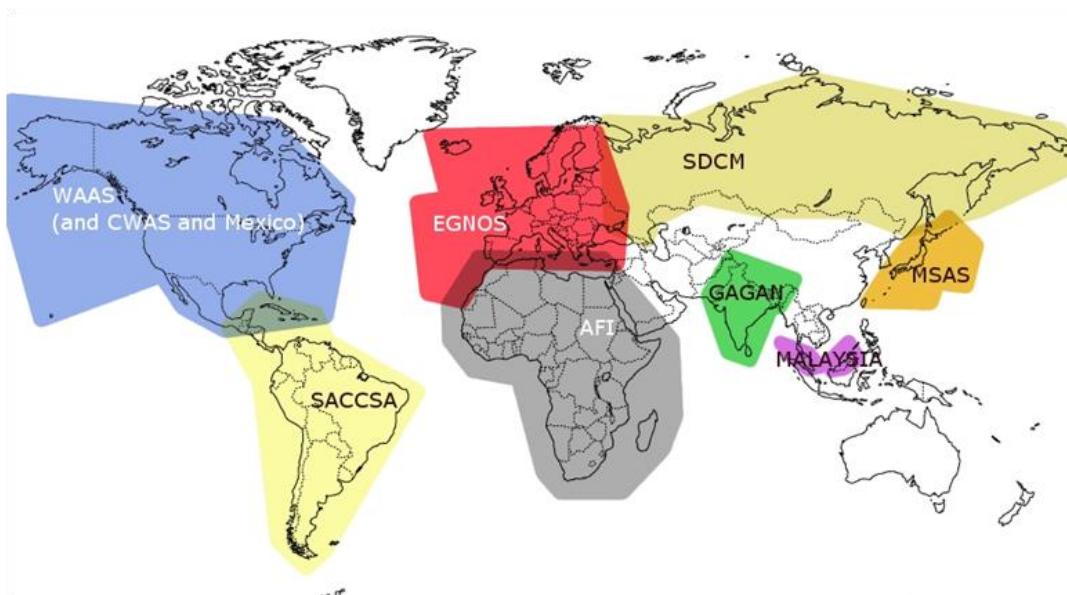 SDCM
WAAS
(and CWAS and Mexico)
EGNOS
MSAS
GAGAN
AFI
MALAYSIA
SACCSA